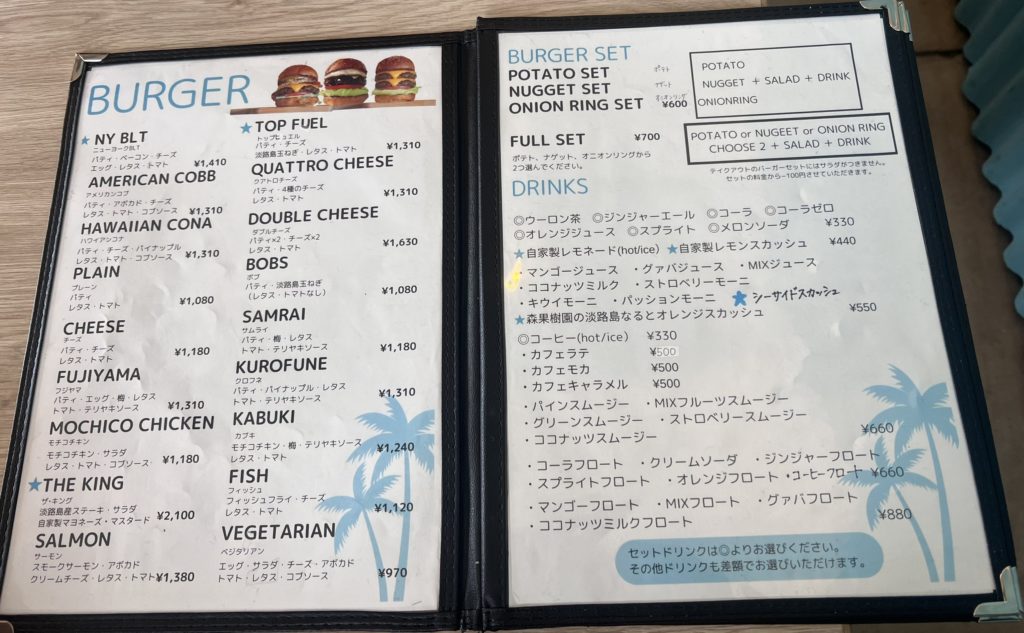 BURGER
★NY BLT
ニューヨークBLT
パティ・ベーコン・チーズ
エッグ・レタス・トマト ¥1,410
AMERICAN COBB
アメリカンコブ
パティ・アボカド・チーズ
レタス・トマト・コブソース ¥1,310
HAWAIIAN CONA
ハワイアンコナ
パティ・チーズ・パイナップル
レタス・トマト・コブソース ¥1,310
PLAIN
プレーン
パティ
レタス・トマト ¥1,080
CHEESE
チーズ
パティ・チーズ
レタス・トマト ¥1,180
FUJIYAMA
フジヤマ
パティ・エッグ・梅・レタス
トマト・テリヤキソース ¥1,310
MOCHICO CHICKEN
モチコチキン
モチコチキン・サラダ
レタス・トマト・コブソース ¥1,180
★THE KING
ザ・キング
淡路島産ステーキ・サラダ
自家製マヨネーズ・マスタード ¥2,100
SALMON
サーモン
スモークサーモン・アボカド
クリームチーズ・レタス・トマト ¥1,380
★TOP FUEL
トップヒュエル
パティ・チーズ
淡路島玉ねぎ・レタス・トマト ¥1,310
QUATTRO CHEESE
クアトロチーズ
パティ・4種のチーズ
レタス・トマト ¥1,310
DOUBLE CHEESE
ダブルチーズ
パティ×2・チーズ×2
レタス・トマト ¥1,630
BOBS
ボブ
パティ・淡路島玉ねぎ
(レタス・トマトなし) ¥1,080
SAMRAI
サムライ
パティ・梅・レタス
トマト・テリヤキソース ¥1,180
KUROFUNE
クロフネ
パティ・パイナップル・レタス
トマト・テリヤキソース ¥1,310
KABUKI
カブキ
モチコチキン・梅・テリヤキソース
レタス・トマト ¥1,240
FISH
フィッシュ
フィッシュフライ・チーズ
レタス・トマト ¥1,120
VEGETARIAN
ベジタリアン
エッグ・サラダ・チーズ・アボカド
トマト・レタス・コブソース ¥970
BURGER SET
POTATO SET ポテト
NUGGET SET ナゲット
ONION RING SET オニオンリング ¥600
POTATO
NUGGET + SALAD + DRINK
ONIONRING
FULL SET ¥700
ポテト、ナゲット、オニオンリングから
2つ選んでください。
POTATO or NUGEET or ONION RING
CHOOSE 2 + SALAD + DRINK
テイクアウトのバーガーセットにはサラダがつきません。
セットの料金から−100円させていただきます。
DRINKS
◎ウーロン茶 ◎ジンジャーエール ◎コーラ ◎コーラゼロ
◎オレンジジュース ◎スプライト ◎メロンソーダ ¥330
★自家製レモネード(hot/ice) ★自家製レモンスカッシュ ¥440
・マンゴージュース ・グァバジュース ・MIXジュース
・ココナッツミルク ・ストロベリーモーニ
・キウイモーニ ・パッションモーニ ★シーサイドスカッシュ
★森果樹園の淡路島なるとオレンジスカッシュ ¥550
◎コーヒー(hot/ice) ¥330
・カフェラテ ¥500
・カフェモカ ¥500
・カフェキャラメル ¥500
・パインスムージー ・MIXフルーツスムージー
・グリーンスムージー ・ストロベリースムージー
・ココナッツスムージー ¥660
・コーラフロート ・クリームソーダ ・ジンジャーフロート
・スプライトフロート ・オレンジフロート ・コーヒーフロート ¥660
・マンゴーフロート ・MIXフロート ・グァバフロート
・ココナッツミルクフロート ¥880
セットドリンクは◎よりお選びください。
その他ドリンクも差額でお選びいただけます。